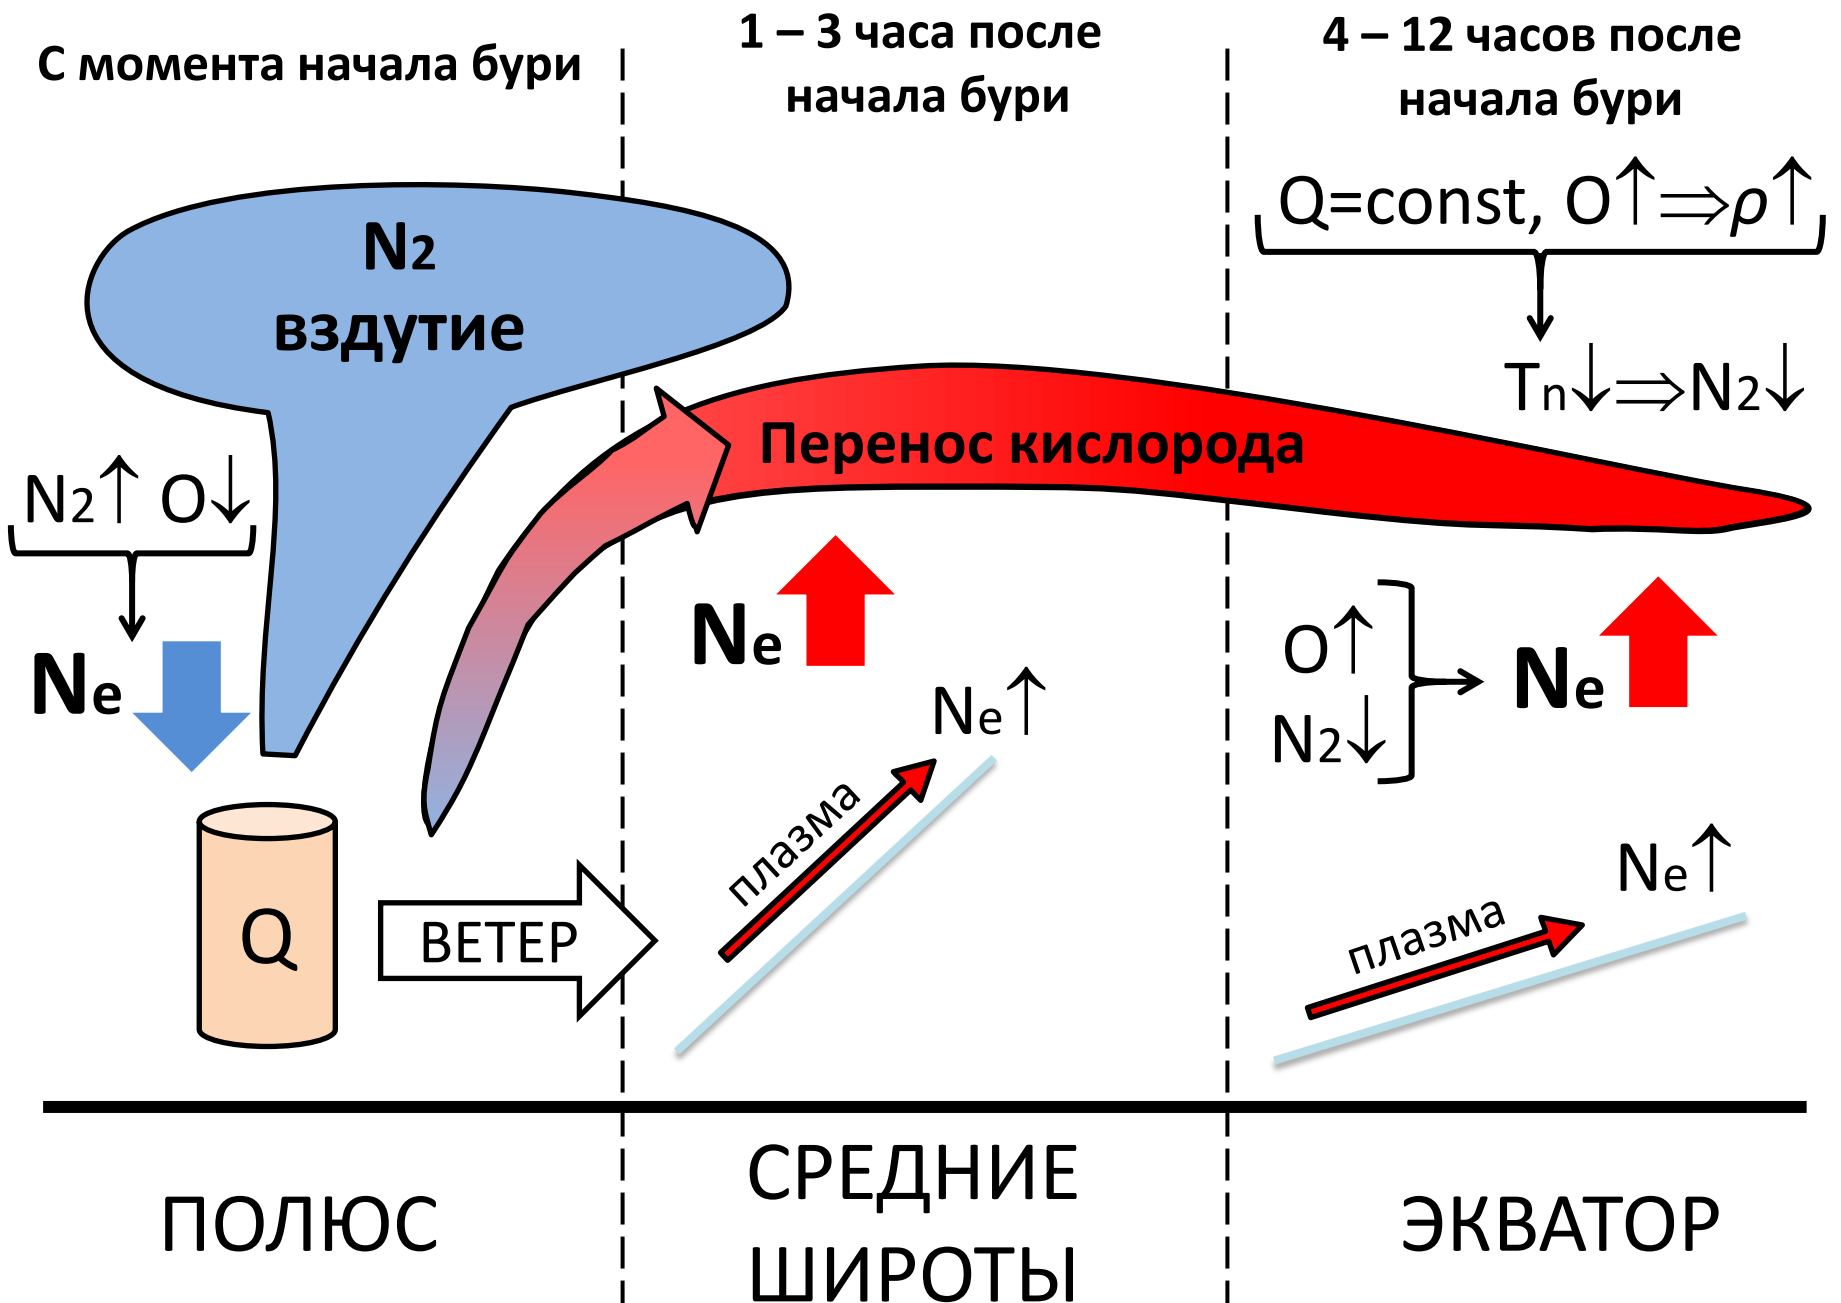 С момента начала бури
1 – 3 часа после
начала бури
4 – 12 часов после
начала бури
Q=const, O↑⇒ρ↑
Tn↓⇒N2↓
N2
вздутие
Перенос кислорода
N2↑ O↓
Ne
Ne
Ne↑
плазма
O↑
N2↓
Ne
Ne↑
плазма
Q
ВЕТЕР
ПОЛЮС
СРЕДНИЕ
ШИРОТЫ
ЭКВАТОР